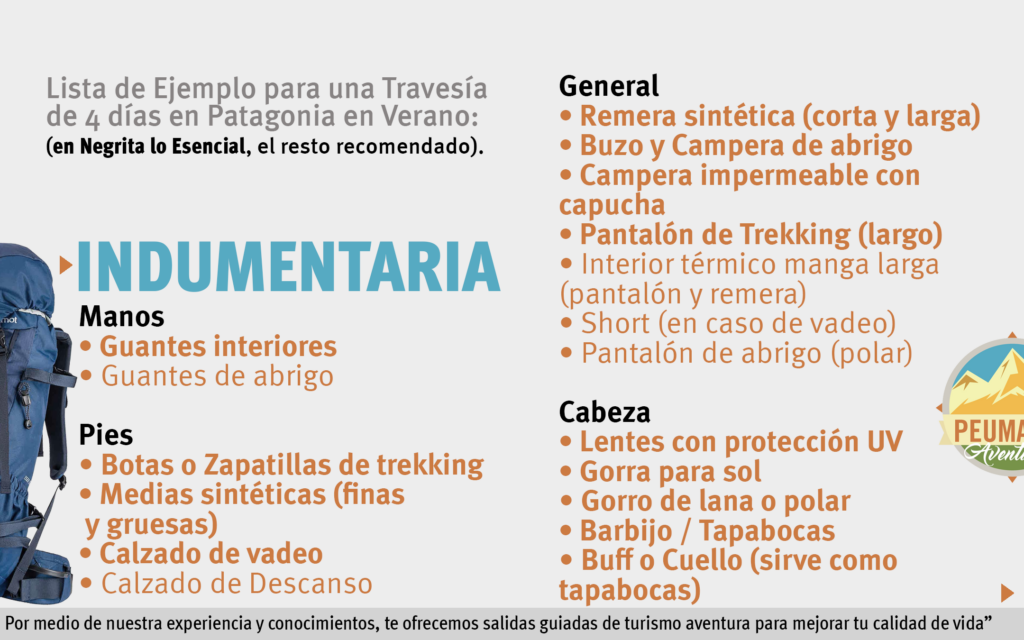 Lista de Ejemplo para una Travesía
de 4 días en Patagonia en Verano:
(en Negrita lo Esencial, el resto recomendado).
INDUMENTARIA
Manos
• Guantes interiores
• Guantes de abrigo
Pies
• Botas o Zapatillas de trekking
• Medias sintéticas (finas
y gruesas)
• Calzado de vadeo
• Calzado de Descanso
General
• Remera sintética (corta y larga)
• Buzo y Campera de abrigo
• Campera impermeable con
capucha
• Pantalón de Trekking (largo)
• Interior térmico manga larga
(pantalón y remera)
• Short (en caso de vadeo)
• Pantalón de abrigo (polar)
Cabeza
• Lentes con protección UV
• Gorra para sol
• Gorro de lana o polar
• Barbijo / Tapabocas
• Buff o Cuello (sirve como
tapabocas)
PEUMA
Avent
Por medio de nuestra experiencia y conocimientos, te ofrecemos salidas guiadas de turismo aventura para mejorar tu calidad de vida”